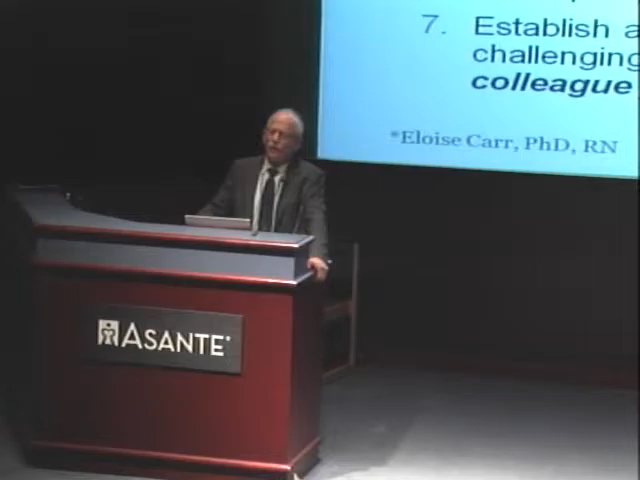 7. Establish a
challenging
colleague
*Eloise Carr, PhD, RN
ASANTE